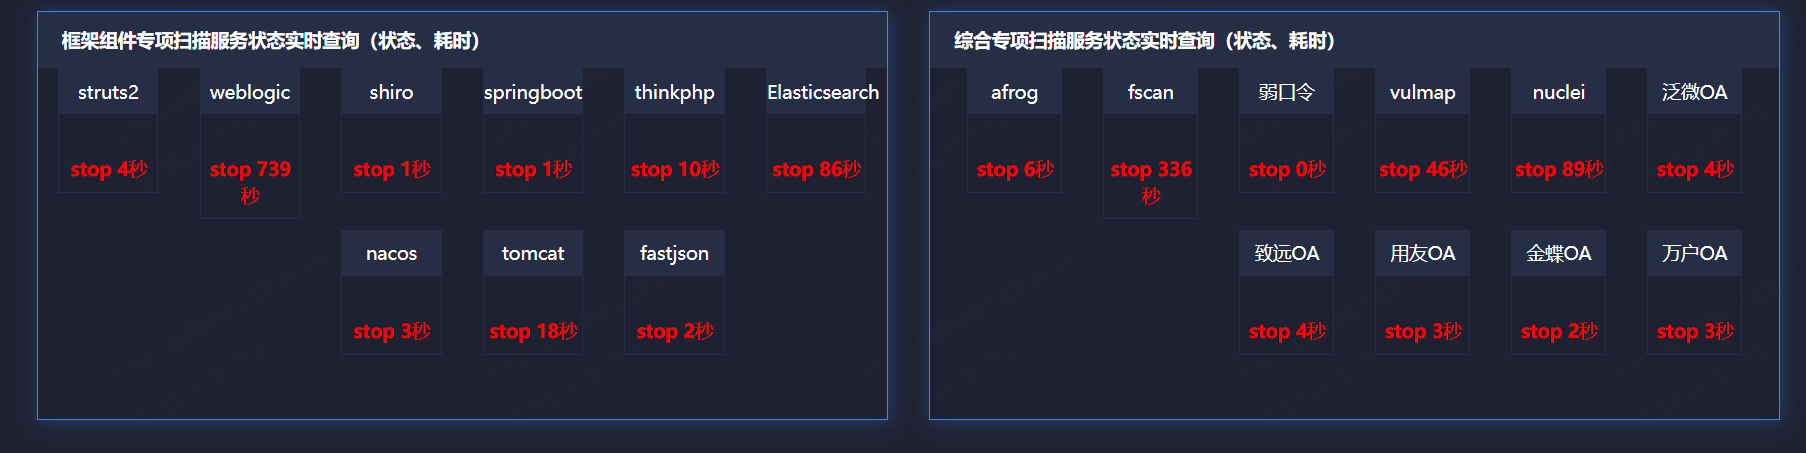 框架组件专项扫描服务状态实时查询（状态、耗时）
struts2
weblogic
shiro
springboot
thinkphp
Elasticsearch
stop 4秒
stop 739
秒
stop 1秒
stop 1秒
stop 10秒
stop 86秒
nacos
tomcat
fastjson
stop 3秒
stop 18秒
stop 2秒
综合专项扫描服务状态实时查询（状态、耗时）
afrog
fscan
弱口令
vulmap
nuclei
泛微OA
stop 6秒
stop 336
秒
stop 0秒
stop 46秒
stop 89秒
stop 4秒
致远OA
用友OA
金蝶OA
万户OA
stop 4秒
stop 3秒
stop 2秒
stop 3秒